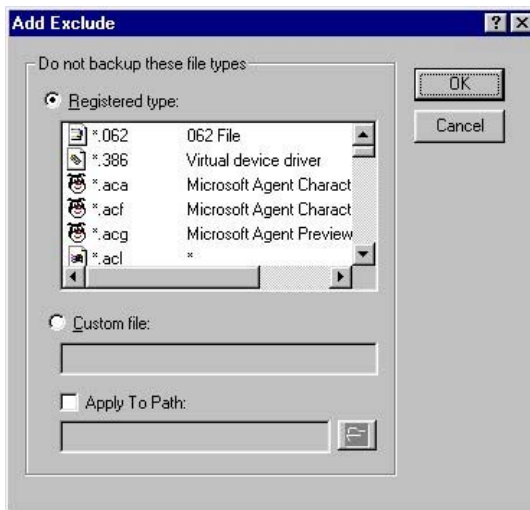 Add Exclude
Do not backup these file types
Registered type:
*.062 062 File
*.386 Virtual device driver
*.aca Microsoft Agent Charact
*.acf Microsoft Agent Charact
*.acg Microsoft Agent Preview
*.acl *
Custom file:
Apply To Path:
OK
Cancel